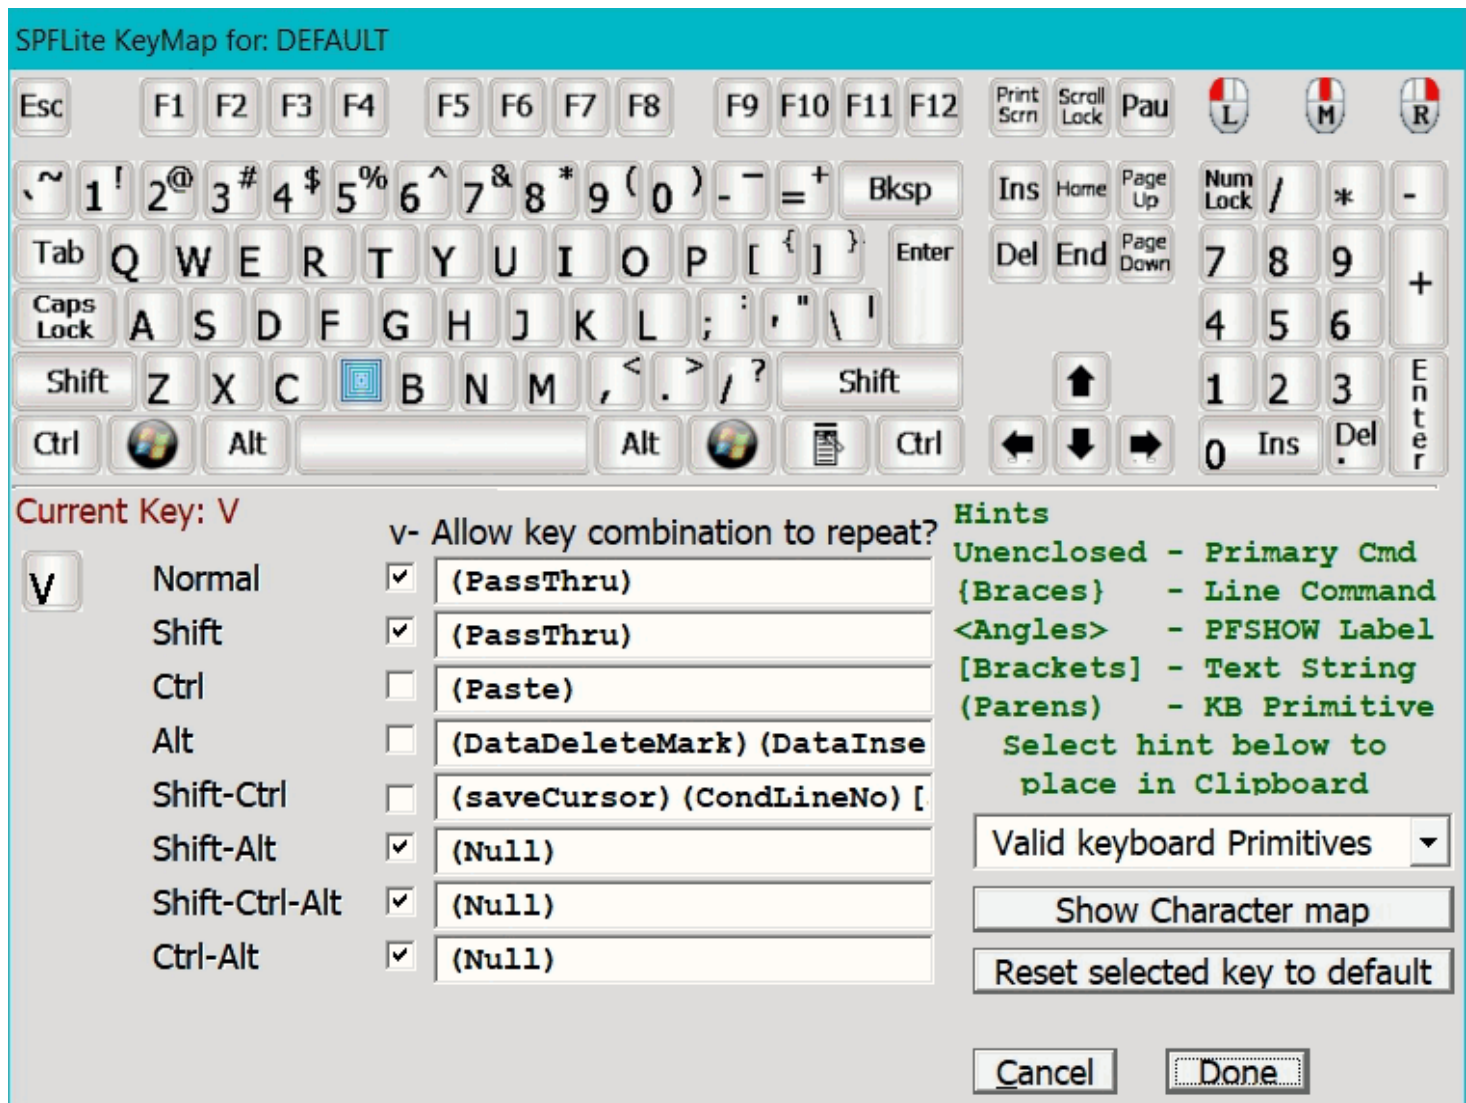 SPFLite KeyMap for: DEFAULT
Esc F1 F2 F3 F4 F5 F6 F7 F8 F9 F10 F11 F12 Print Scrn Scroll Lock Pau L M R
` ~ 1 ! 2 @ 3 # 4 $ 5 % 6 ^ 7 & 8 * 9 ( 0 ) - _ = + Bksp Ins Home Page Up Num Lock / * -
Tab Q W E R T Y U I O P [ { ] } Enter Del End Page Down 7 8 9 +
Caps Lock A S D F G H J K L ; : ' " \ | 4 5 6
Shift Z X C B N M , < . > / ? Shift 1 2 3 Enter
Ctrl Alt Alt Ctrl 0 Ins Del .
Current Key: V
V
v- Allow key combination to repeat?
Normal (PassThru)
Shift (PassThru)
Ctrl (Paste)
Alt (DataDeleteMark)(DataInse
Shift-Ctrl (saveCursor)(CondLineNo)[
Shift-Alt (Null)
Shift-Ctrl-Alt (Null)
Ctrl-Alt (Null)
Hints
Unenclosed - Primary Cmd
{Braces} - Line Command
<Angles> - PFSHOW Label
[Brackets] - Text String
(Parens) - KB Primitive
Select hint below to
place in Clipboard
Valid keyboard Primitives
Show Character map
Reset selected key to default
Cancel Done